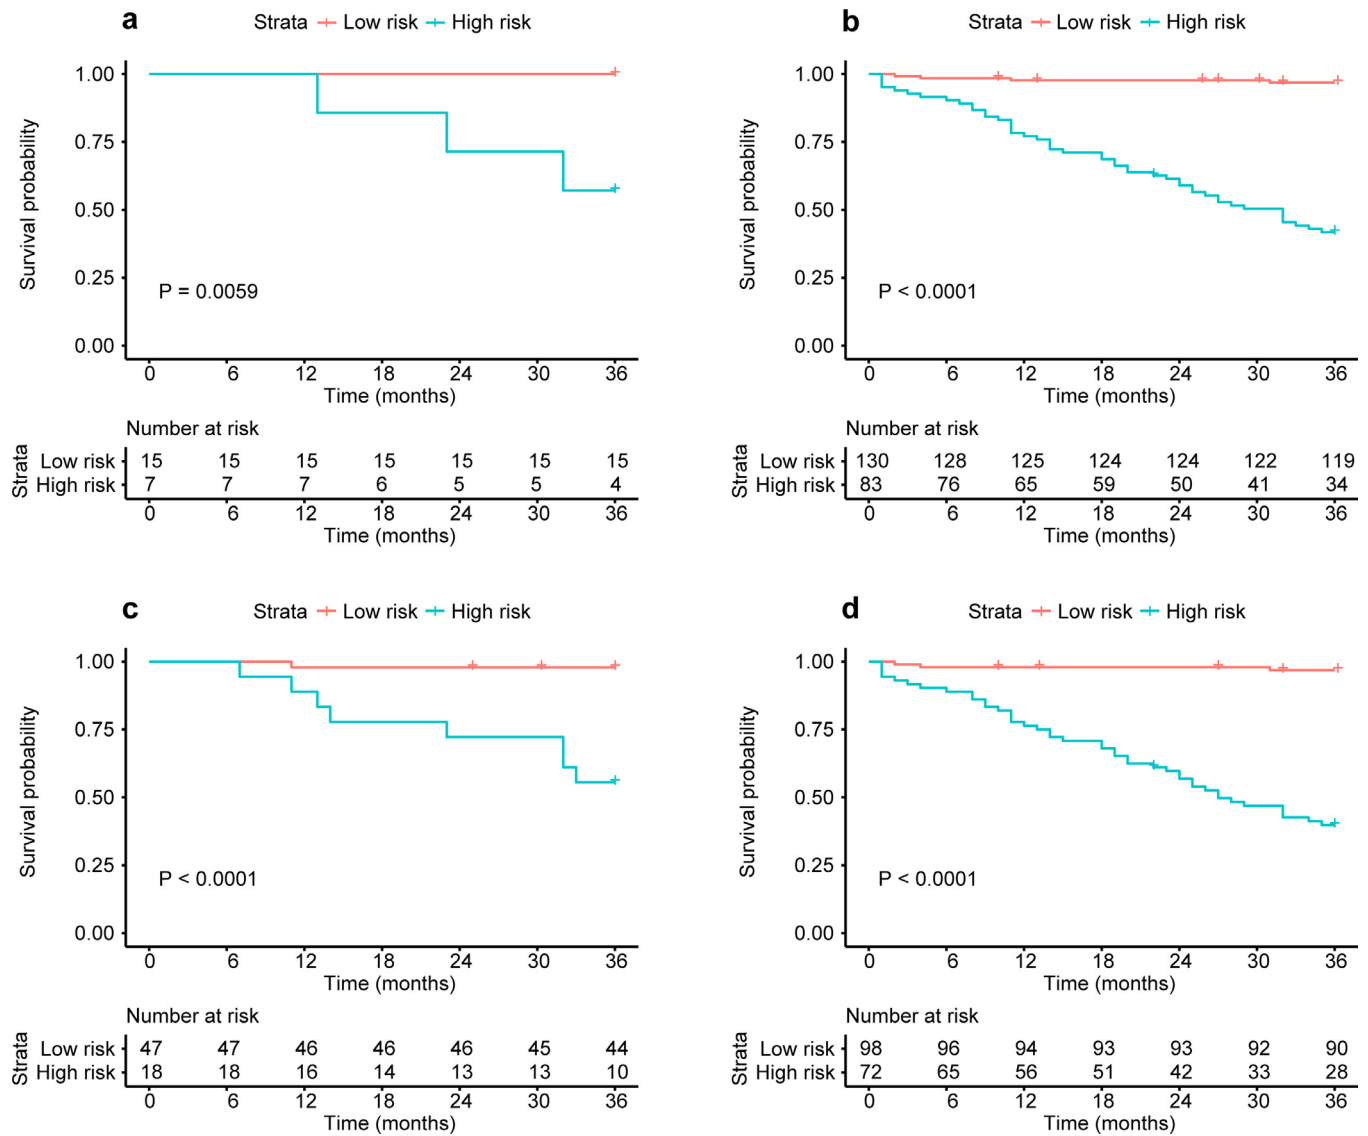 a
Strata Low risk High risk
1.00
0.75
0.50
0.25
0.00
Survival probability
P = 0.0059
0 6 12 18 24 30 36
Time (months)
Number at risk
Strata
Low risk 15 15 15 15 15 15 15
High risk 7 7 7 6 5 5 4
0 6 12 18 24 30 36
Time (months)
b
Strata Low risk High risk
1.00
0.75
0.50
0.25
0.00
Survival probability
P < 0.0001
0 6 12 18 24 30 36
Time (months)
Number at risk
Strata
Low risk 130 128 125 124 124 122 119
High risk 83 76 65 59 50 41 34
0 6 12 18 24 30 36
Time (months)
c
Strata Low risk High risk
1.00
0.75
0.50
0.25
0.00
Survival probability
P < 0.0001
0 6 12 18 24 30 36
Time (months)
Number at risk
Strata
Low risk 47 47 46 46 46 45 44
High risk 18 18 16 14 13 13 10
0 6 12 18 24 30 36
Time (months)
d
Strata Low risk High risk
1.00
0.75
0.50
0.25
0.00
Survival probability
P < 0.0001
0 6 12 18 24 30 36
Time (months)
Number at risk
Strata
Low risk 98 96 94 93 93 92 90
High risk 72 65 56 51 42 33 28
0 6 12 18 24 30 36
Time (months)